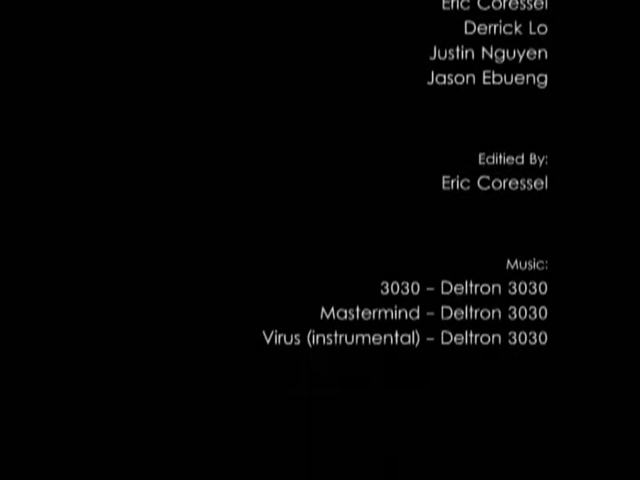 Eric Coressel
Derrick Lo
Justin Nguyen
Jason Ebueng
Editied By:
Eric Coressel
Music:
3030 – Deltron 3030
Mastermind – Deltron 3030
Virus (instrumental) – Deltron 3030